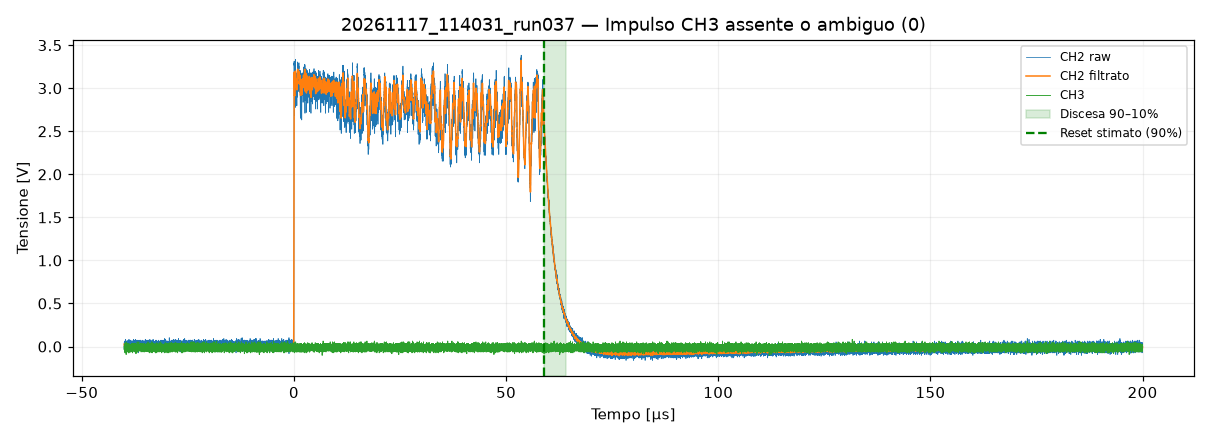 20261117_114031_run037 — Impulso CH3 assente o ambiguo (0)
CH2 raw
CH2 filtrato
CH3
Discesa 90–10%
Reset stimato (90%)
Tensione [V]
3.5
3.0
2.5
2.0
1.5
1.0
0.5
0.0
−50
0
50
100
150
200
Tempo [µs]